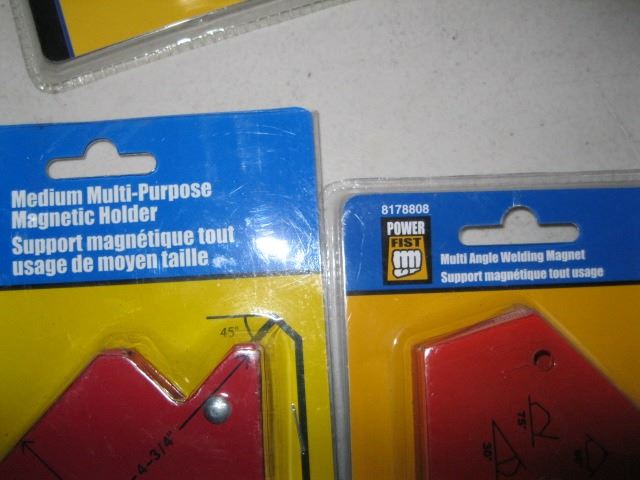 Medium Multi-Purpose
Magnetic Holder
Support magnétique tout
usage de moyen taille
45°
4-3/4"
8178808
POWER
FIST
Multi Angle Welding Magnet
Support magnétique tout usage
75°
30°